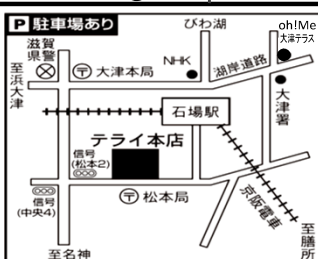 P 駐車場あり
びわ湖
oh!Me
大津テラス
滋賀
県警
〒大津本局
NHK
湖岸道路
至浜大津
大津署
石場駅
テライ本店
信号
(松本2)
〒松本局
信号
(中央4)
京阪電車
至名神
至膳所